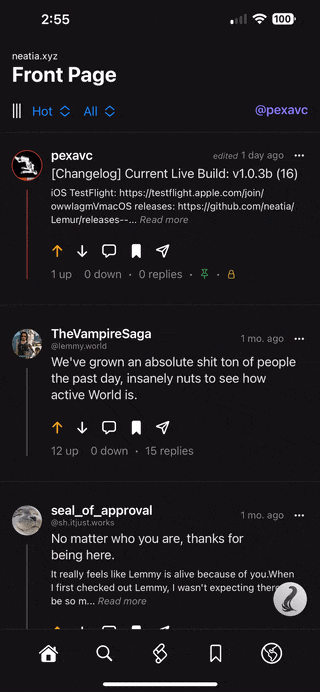 2:55
100
neatia.xyz
Front Page
Hot All @pexavc
pexavc edited 1 day ago
[Changelog] Current Live Build: v1.0.3b (16)
iOS TestFlight: https://testflight.apple.com/join/
owwlagmVmacOS releases: https://github.com/neatia/
Lemur/releases--... Read more
1 up 0 down · 0 replies ·
TheVampireSaga 1 mo. ago
@lemmy.world
We've grown an absolute shit ton of people
the past day, insanely nuts to see how
active World is.
12 up 0 down · 15 replies
seal_of_approval 1 mo. ago
@sh.itjust.works
No matter who you are, thanks for
being here.
It really feels like Lemmy is alive because of you.When
I first checked out Lemmy, I wasn't expecting
be so m... Read more